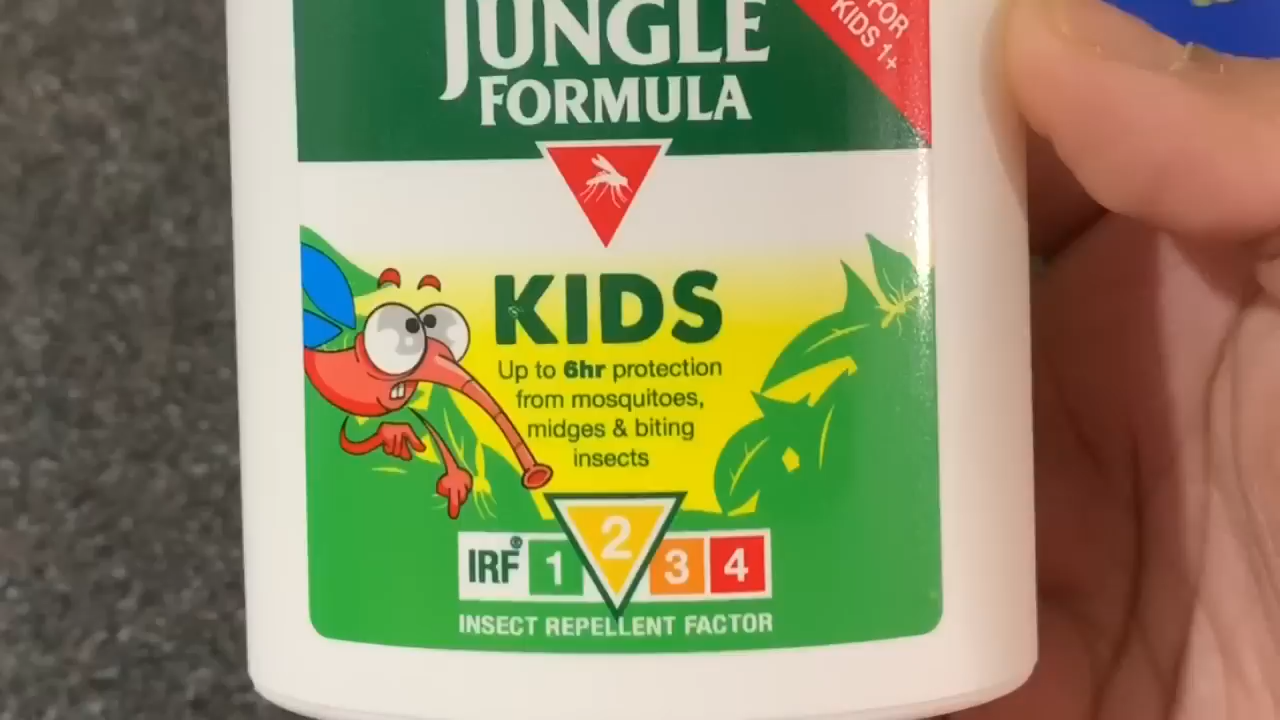 JUNGLE
FORMULA
FOR
KIDS 1+
KIDS
Up to 6hr protection
from mosquitoes,
midges & biting
insects
IRF® 1 2 3 4
INSECT REPELLENT FACTOR